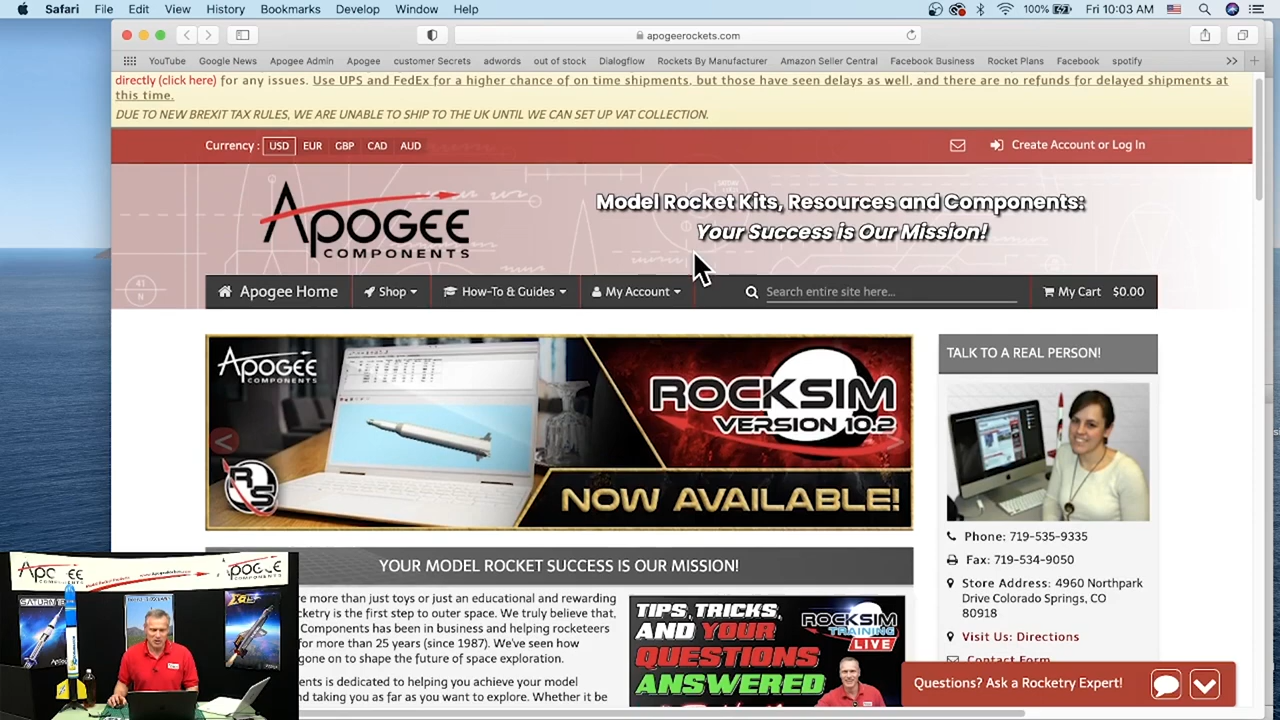 Safari File Edit View History Bookmarks Develop Window Help 100% Fri 10:03 AM
apogeerockets.com
YouTube Google News Apogee Admin Apogee customer Secrets adwords out of stock Dialogflow Rockets By Manufacturer Amazon Seller Central Facebook Business Rocket Plans Facebook spotify
directly (click here) for any issues. Use UPS and FedEx for a higher chance of on time shipments, but those have seen delays as well, and there are no refunds for delayed shipments at
this time.
DUE TO NEW BREXIT TAX RULES, WE ARE UNABLE TO SHIP TO THE UK UNTIL WE CAN SET UP VAT COLLECTION.
Currency : USD EUR GBP CAD AUD Create Account or Log In
APOGEE
COMPONENTS
Model Rocket Kits, Resources and Components:
Your Success is Our Mission!
Apogee Home Shop How-To & Guides My Account Search entire site here... My Cart $0.00
APOGEE
COMPONENTS
ROCKSIM
VERSION 10.2
RS
NOW AVAILABLE!
TALK TO A REAL PERSON!
Phone: 719-535-9335
Fax: 719-534-9050
Store Address: 4960 Northpark
Drive Colorado Springs, CO
80918
Visit Us: Directions
Contact Form
YOUR MODEL ROCKET SUCCESS IS OUR MISSION!
re more than just toys or just an educational and rewarding
ketry is the first step to outer space. We truly believe that,
Components has been in business and helping rocketeers
for more than 25 years (since 1987). We've seen how
gone on to shape the future of space exploration.
ents is dedicated to helping you achieve your model
nd taking you as far as you want to explore. Whether it be
TIPS, TRICKS,
AND YOUR
QUESTIONS
ANSWERED
ROCKSIM
TRAINING
LIVE
Questions? Ask a Rocketry Expert!